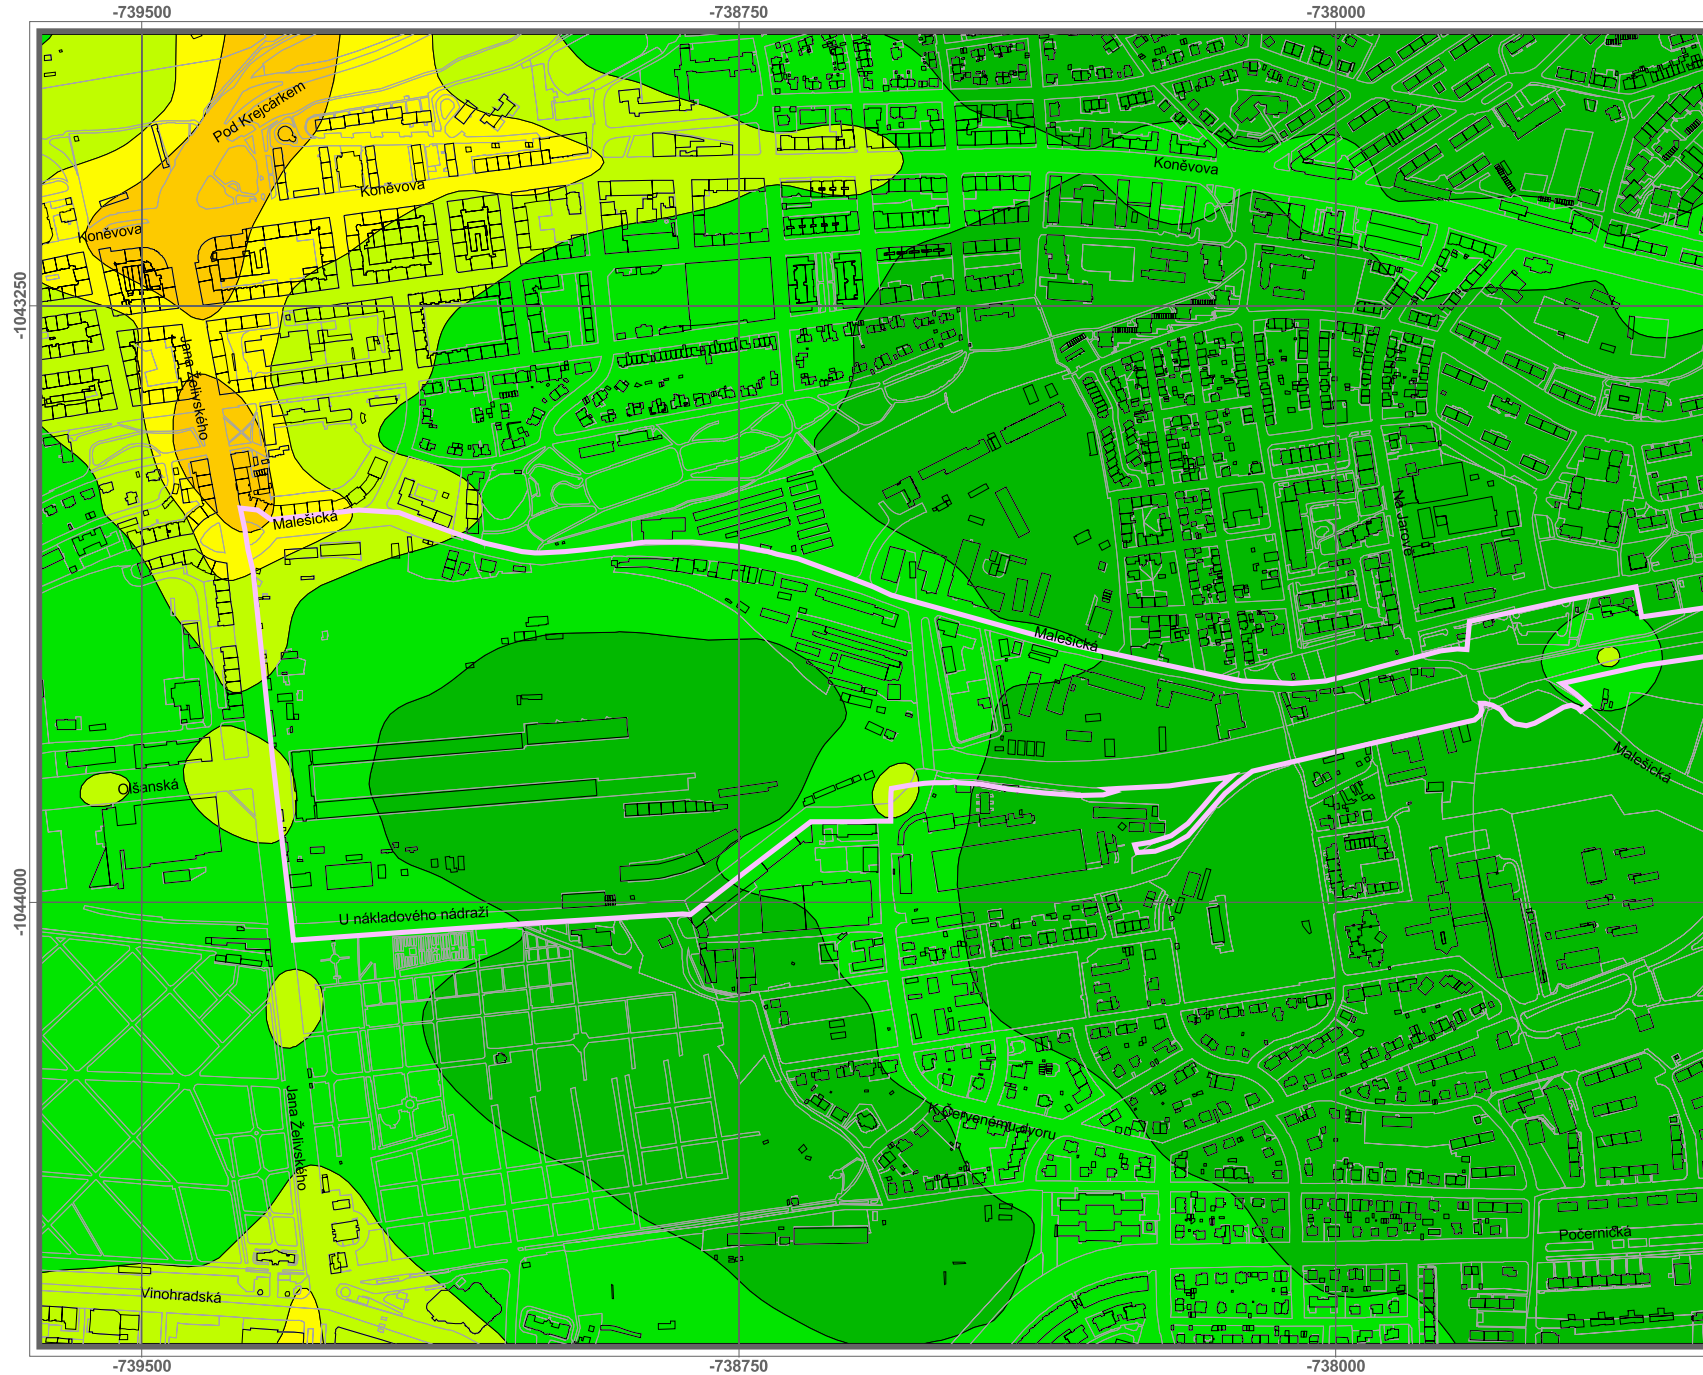 -739500
-738750
-738000
Pod Krejcárkem
Koněvova
Koněvova
Koněvova
-1043250
Jana Želivského
Malešická
Na Jarově
Malešická
Malešická
Olšanská
-1044000
U nákladového nádraží
Jana Želivského
K Červenému dvoru
Počernická
Vinohradská
-739500
-738750
-738000